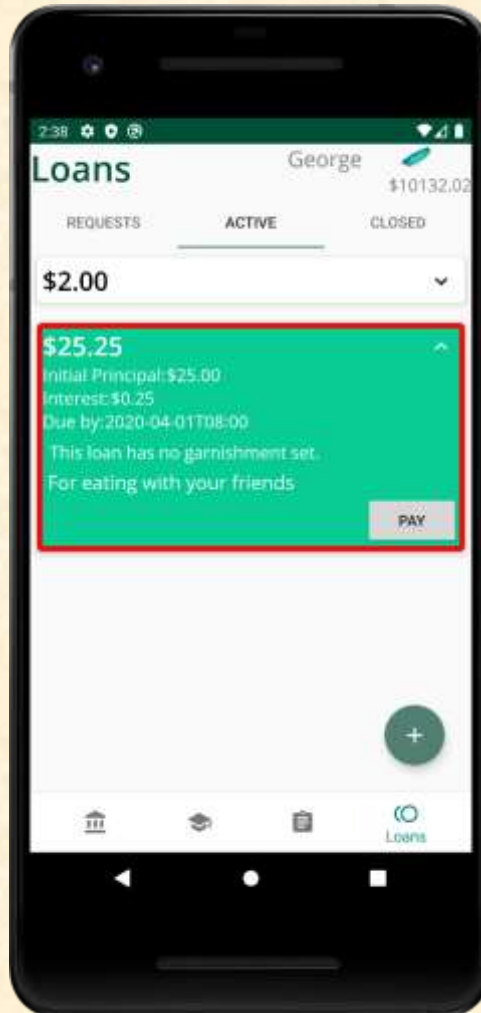 2:38
Loans
George
$10132.02
REQUESTS ACTIVE CLOSED
$2.00
$25.25
Initial Principal:$25.00
Interest:$0.25
Due by:2020-04-01T08:00
This loan has no garnishment set.
For eating with your friends
PAY
+
Loans